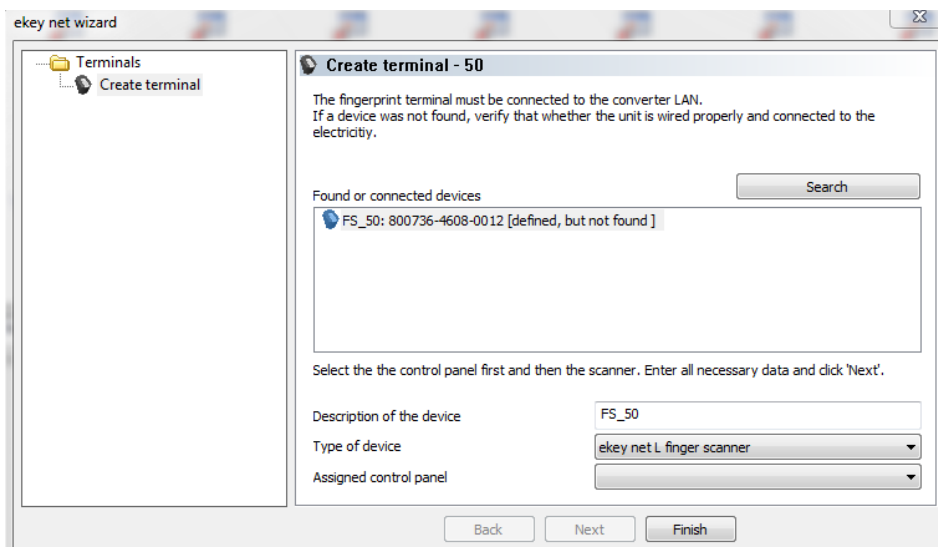 ekey net wizard
Terminals
Create terminal
Create terminal - 50
The fingerprint terminal must be connected to the converter LAN.
If a device was not found, verify that whether the unit is wired properly and connected to the
electricitiy.
Search
Found or connected devices
FS_50: 800736-4608-0012 [defined, but not found ]
Select the the control panel first and then the scanner. Enter all necessary data and click 'Next'.
Description of the device FS_50
Type of device ekey net L finger scanner
Assigned control panel
Back Next Finish